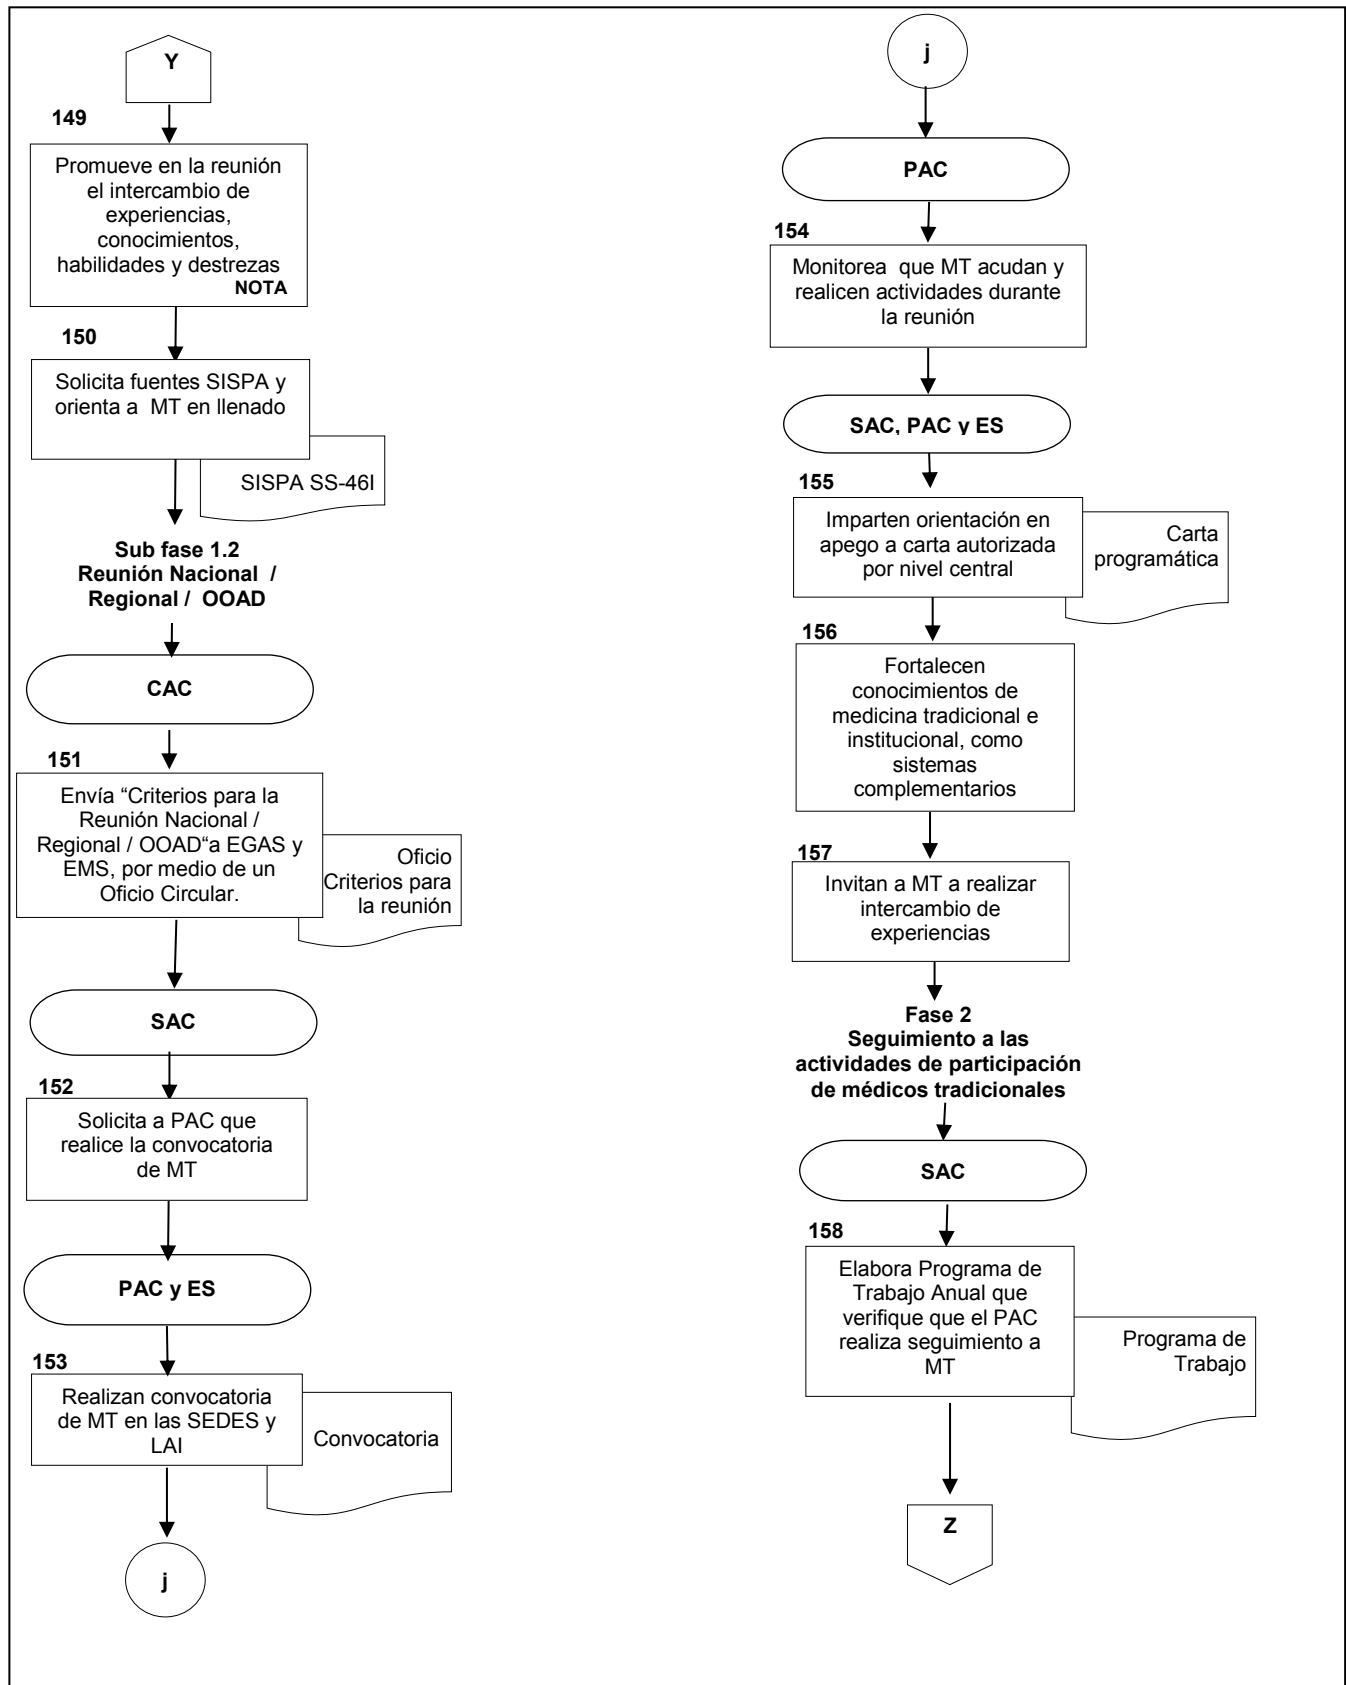 Y
149
Promueve en la reunión
el intercambio de
experiencias,
conocimientos,
habilidades y destrezas
NOTA
150
Solicita fuentes SISPA y
orienta a MT en llenado
SISPA SS-46I
Sub fase 1.2
Reunión Nacional /
Regional / OOAD
CAC
151
Envía “Criterios para la
Reunión Nacional /
Regional / OOAD“a EGAS y
EMS, por medio de un
Oficio Circular.
Oficio
Criterios para
la reunión
SAC
152
Solicita a PAC que
realice la convocatoria
de MT
PAC y ES
153
Realizan convocatoria
de MT en las SEDES y
LAI
Convocatoria
j
j
PAC
154
Monitorea que MT acudan y
realicen actividades durante
la reunión
SAC, PAC y ES
155
Imparten orientación en
apego a carta autorizada
por nivel central
Carta
programática
156
Fortalecen
conocimientos de
medicina tradicional e
institucional, como
sistemas
complementarios
157
Invitan a MT a realizar
intercambio de
experiencias
Fase 2
Seguimiento a las
actividades de participación
de médicos tradicionales
SAC
158
Elabora Programa de
Trabajo Anual que
verifique que el PAC
realiza seguimiento a
MT
Programa de
Trabajo
Z